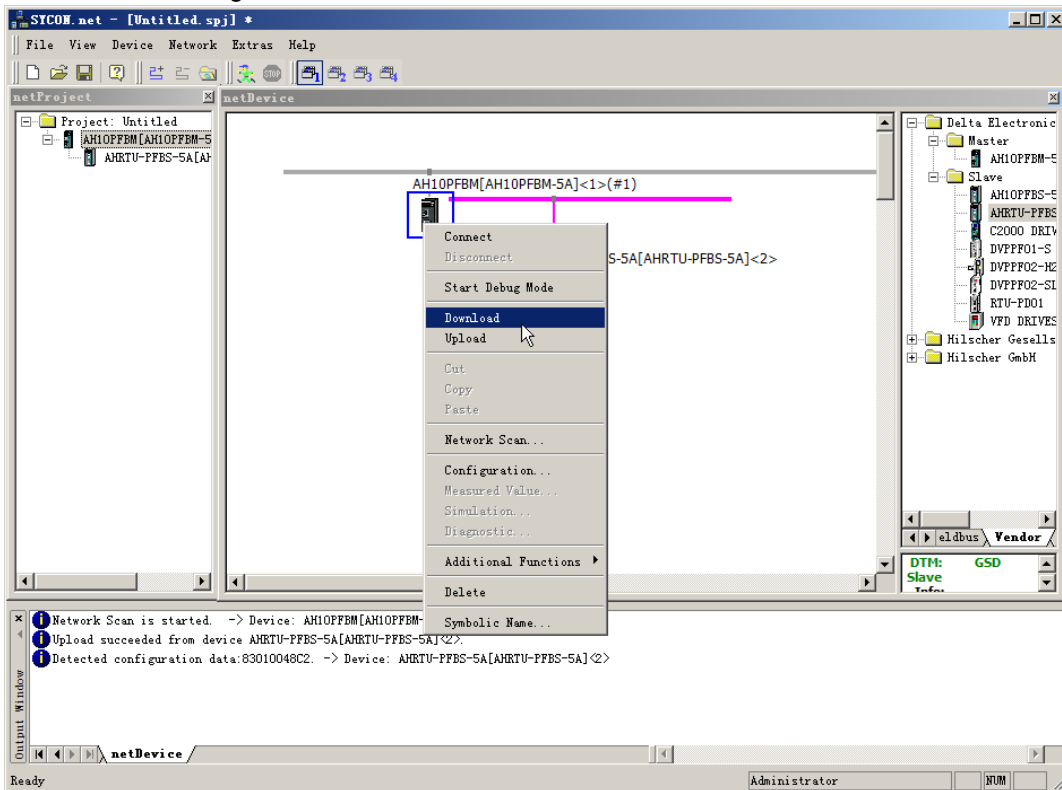 SYCON.net - [Untitled.spj] *
File View Device Network Extras Help
netProject
netDevice
Project: Untitled
AH10PFBM[AH10PFBM-5
AHRTU-PFBS-5A[AH
AH10PFBM[AH10PFBM-5A]<1>(#1)
S-5A[AHRTU-PFBS-5A]<2>
Connect
Disconnect
Start Debug Mode
Download
Upload
Cut
Copy
Paste
Network Scan...
Configuration...
Measured Value...
Simulation...
Diagnostic...
Additional Functions
Delete
Symbolic Name...
Delta Electronic
Master
AH10PFBM-5
Slave
AH10PFBS-5
AHRTU-PFBS
C2000 DRIV
DVPPF01-S
DVPPF02-H2
DVPPF02-SL
RTU-PD01
VFD DRIVES
Hilscher Gesells
Hilscher GmbH
eldbus Vendor
DTM: GSD
Slave
Info:
Network Scan is started. -> Device: AH10PFBM[AH10PFBM-
Upload succeeded from device AHRTU-PFBS-5A[AHRTU-PFBS-5A]<2>.
Detected configuration data:83010048C2. -> Device: AHRTU-PFBS-5A[AHRTU-PFBS-5A]<2>
Output Window
netDevice
Ready
Administrator
NUM